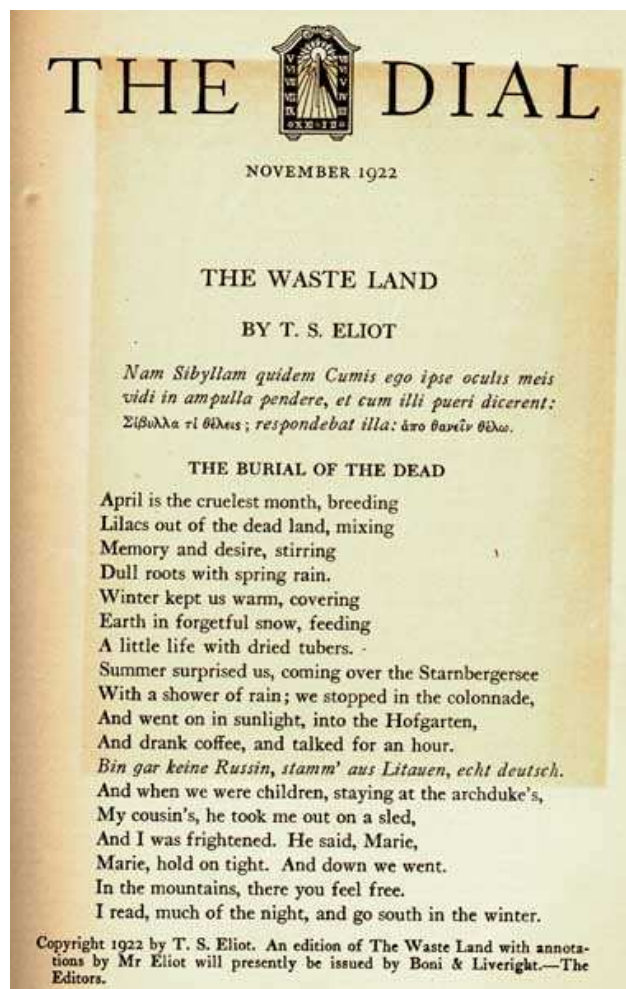 THE DIAL
NOVEMBER 1922
THE WASTE LAND
BY T. S. ELIOT
Nam Sibyllam quidem Cumis ego ipse oculis meis
vidi in ampulla pendere, et cum illi pueri dicerent:
Σίβυλλα τί θέλεις; respondebat illa: ἀπο θανεῖν θέλω.
THE BURIAL OF THE DEAD
April is the cruelest month, breeding
Lilacs out of the dead land, mixing
Memory and desire, stirring
Dull roots with spring rain.
Winter kept us warm, covering
Earth in forgetful snow, feeding
A little life with dried tubers.
Summer surprised us, coming over the Starnbergersee
With a shower of rain; we stopped in the colonnade,
And went on in sunlight, into the Hofgarten,
And drank coffee, and talked for an hour.
Bin gar keine Russin, stamm' aus Litauen, echt deutsch.
And when we were children, staying at the archduke's,
My cousin's, he took me out on a sled,
And I was frightened. He said, Marie,
Marie, hold on tight. And down we went.
In the mountains, there you feel free.
I read, much of the night, and go south in the winter.
Copyright 1922 by T. S. Eliot. An edition of The Waste Land with annota-
tions by Mr Eliot will presently be issued by Boni & Liveright.—The
Editors.